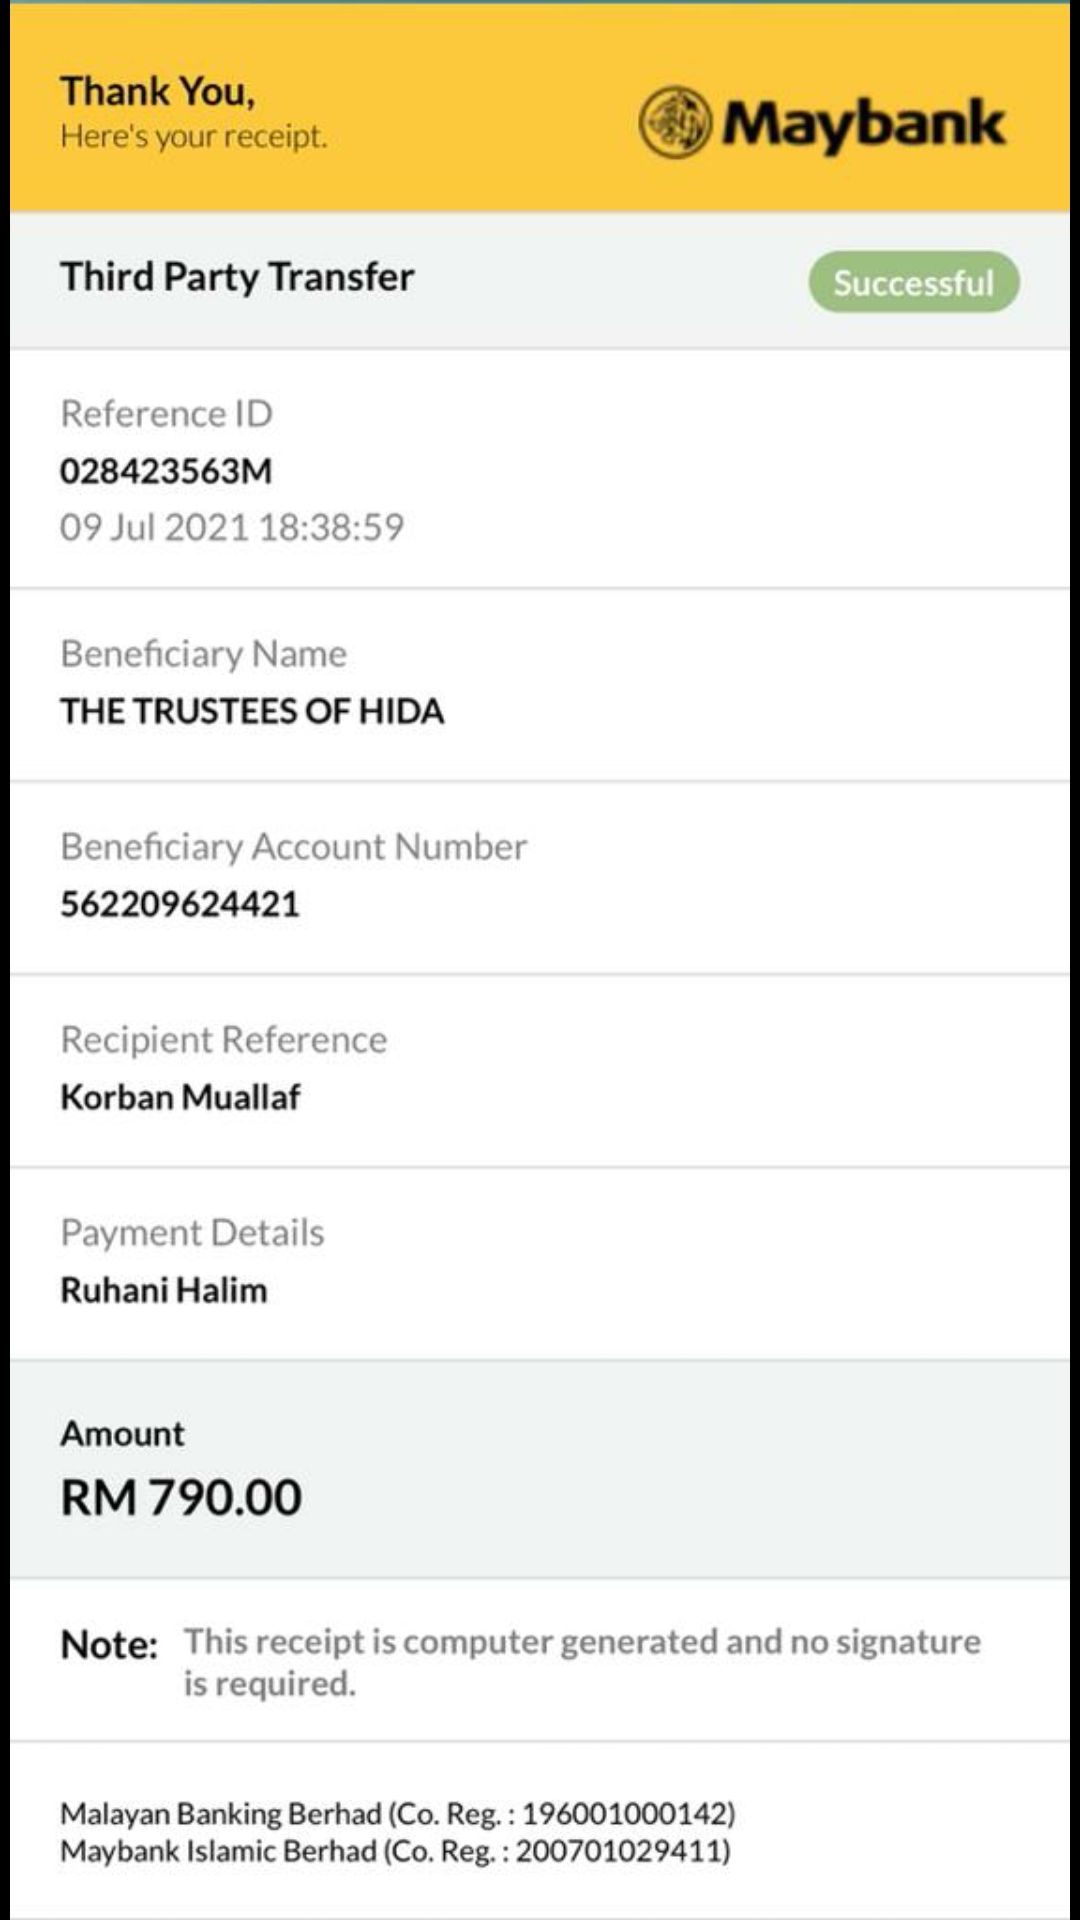 Thank You,
Here's your receipt.
Maybank
Third Party Transfer
Successful
Reference ID
028423563M
09 Jul 2021 18:38:59
Beneficiary Name
THE TRUSTEES OF HIDA
Beneficiary Account Number
562209624421
Recipient Reference
Korban Muallaf
Payment Details
Ruhani Halim
Amount
RM 790.00
Note: This receipt is computer generated and no signature
is required.
Malayan Banking Berhad (Co. Reg. : 196001000142)
Maybank Islamic Berhad (Co. Reg. : 200701029411)